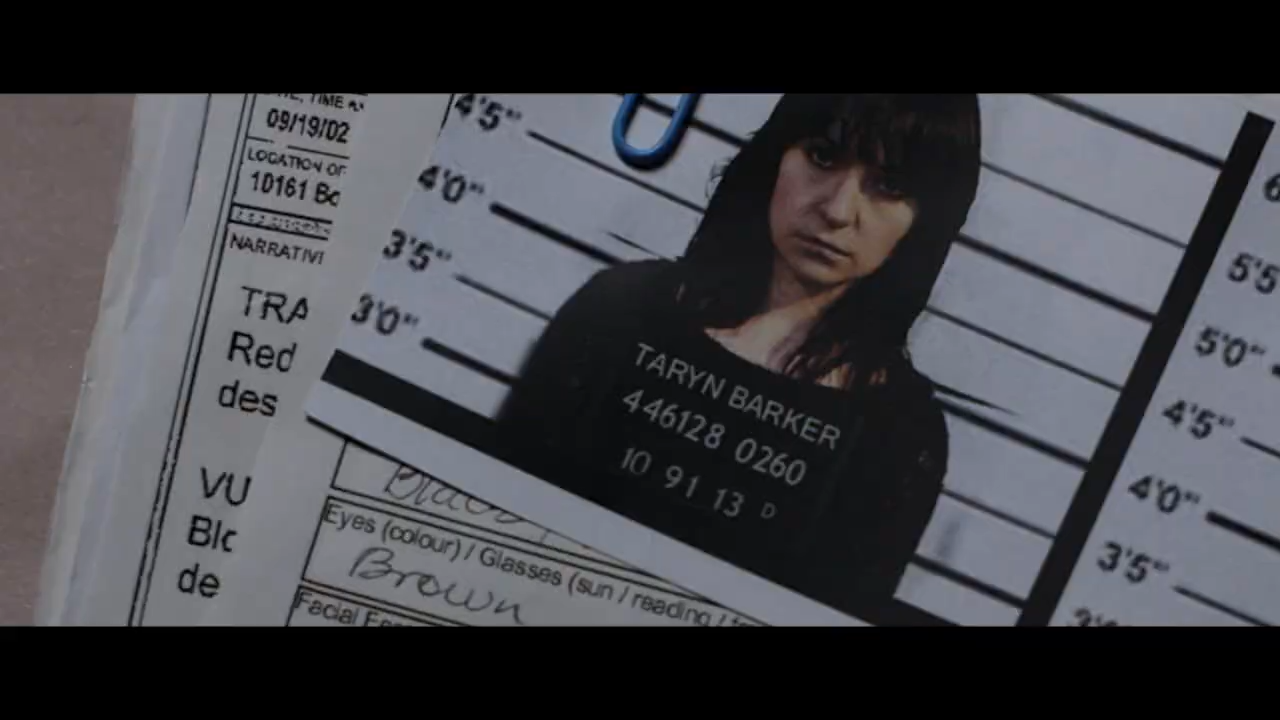 09/19/02
LOCATION OF
10161 Bo
NARRATIVE
TRA
Red
des
VU
Blc
de
4'5"
4'0"
3'5"
3'0"
TARYN BARKER
446128 0260
10 91 13 D
5'5
5'0"
4'5"
4'0"
3'5"
Eyes (colour) / Glasses (sun / reading /
Brown
Facial